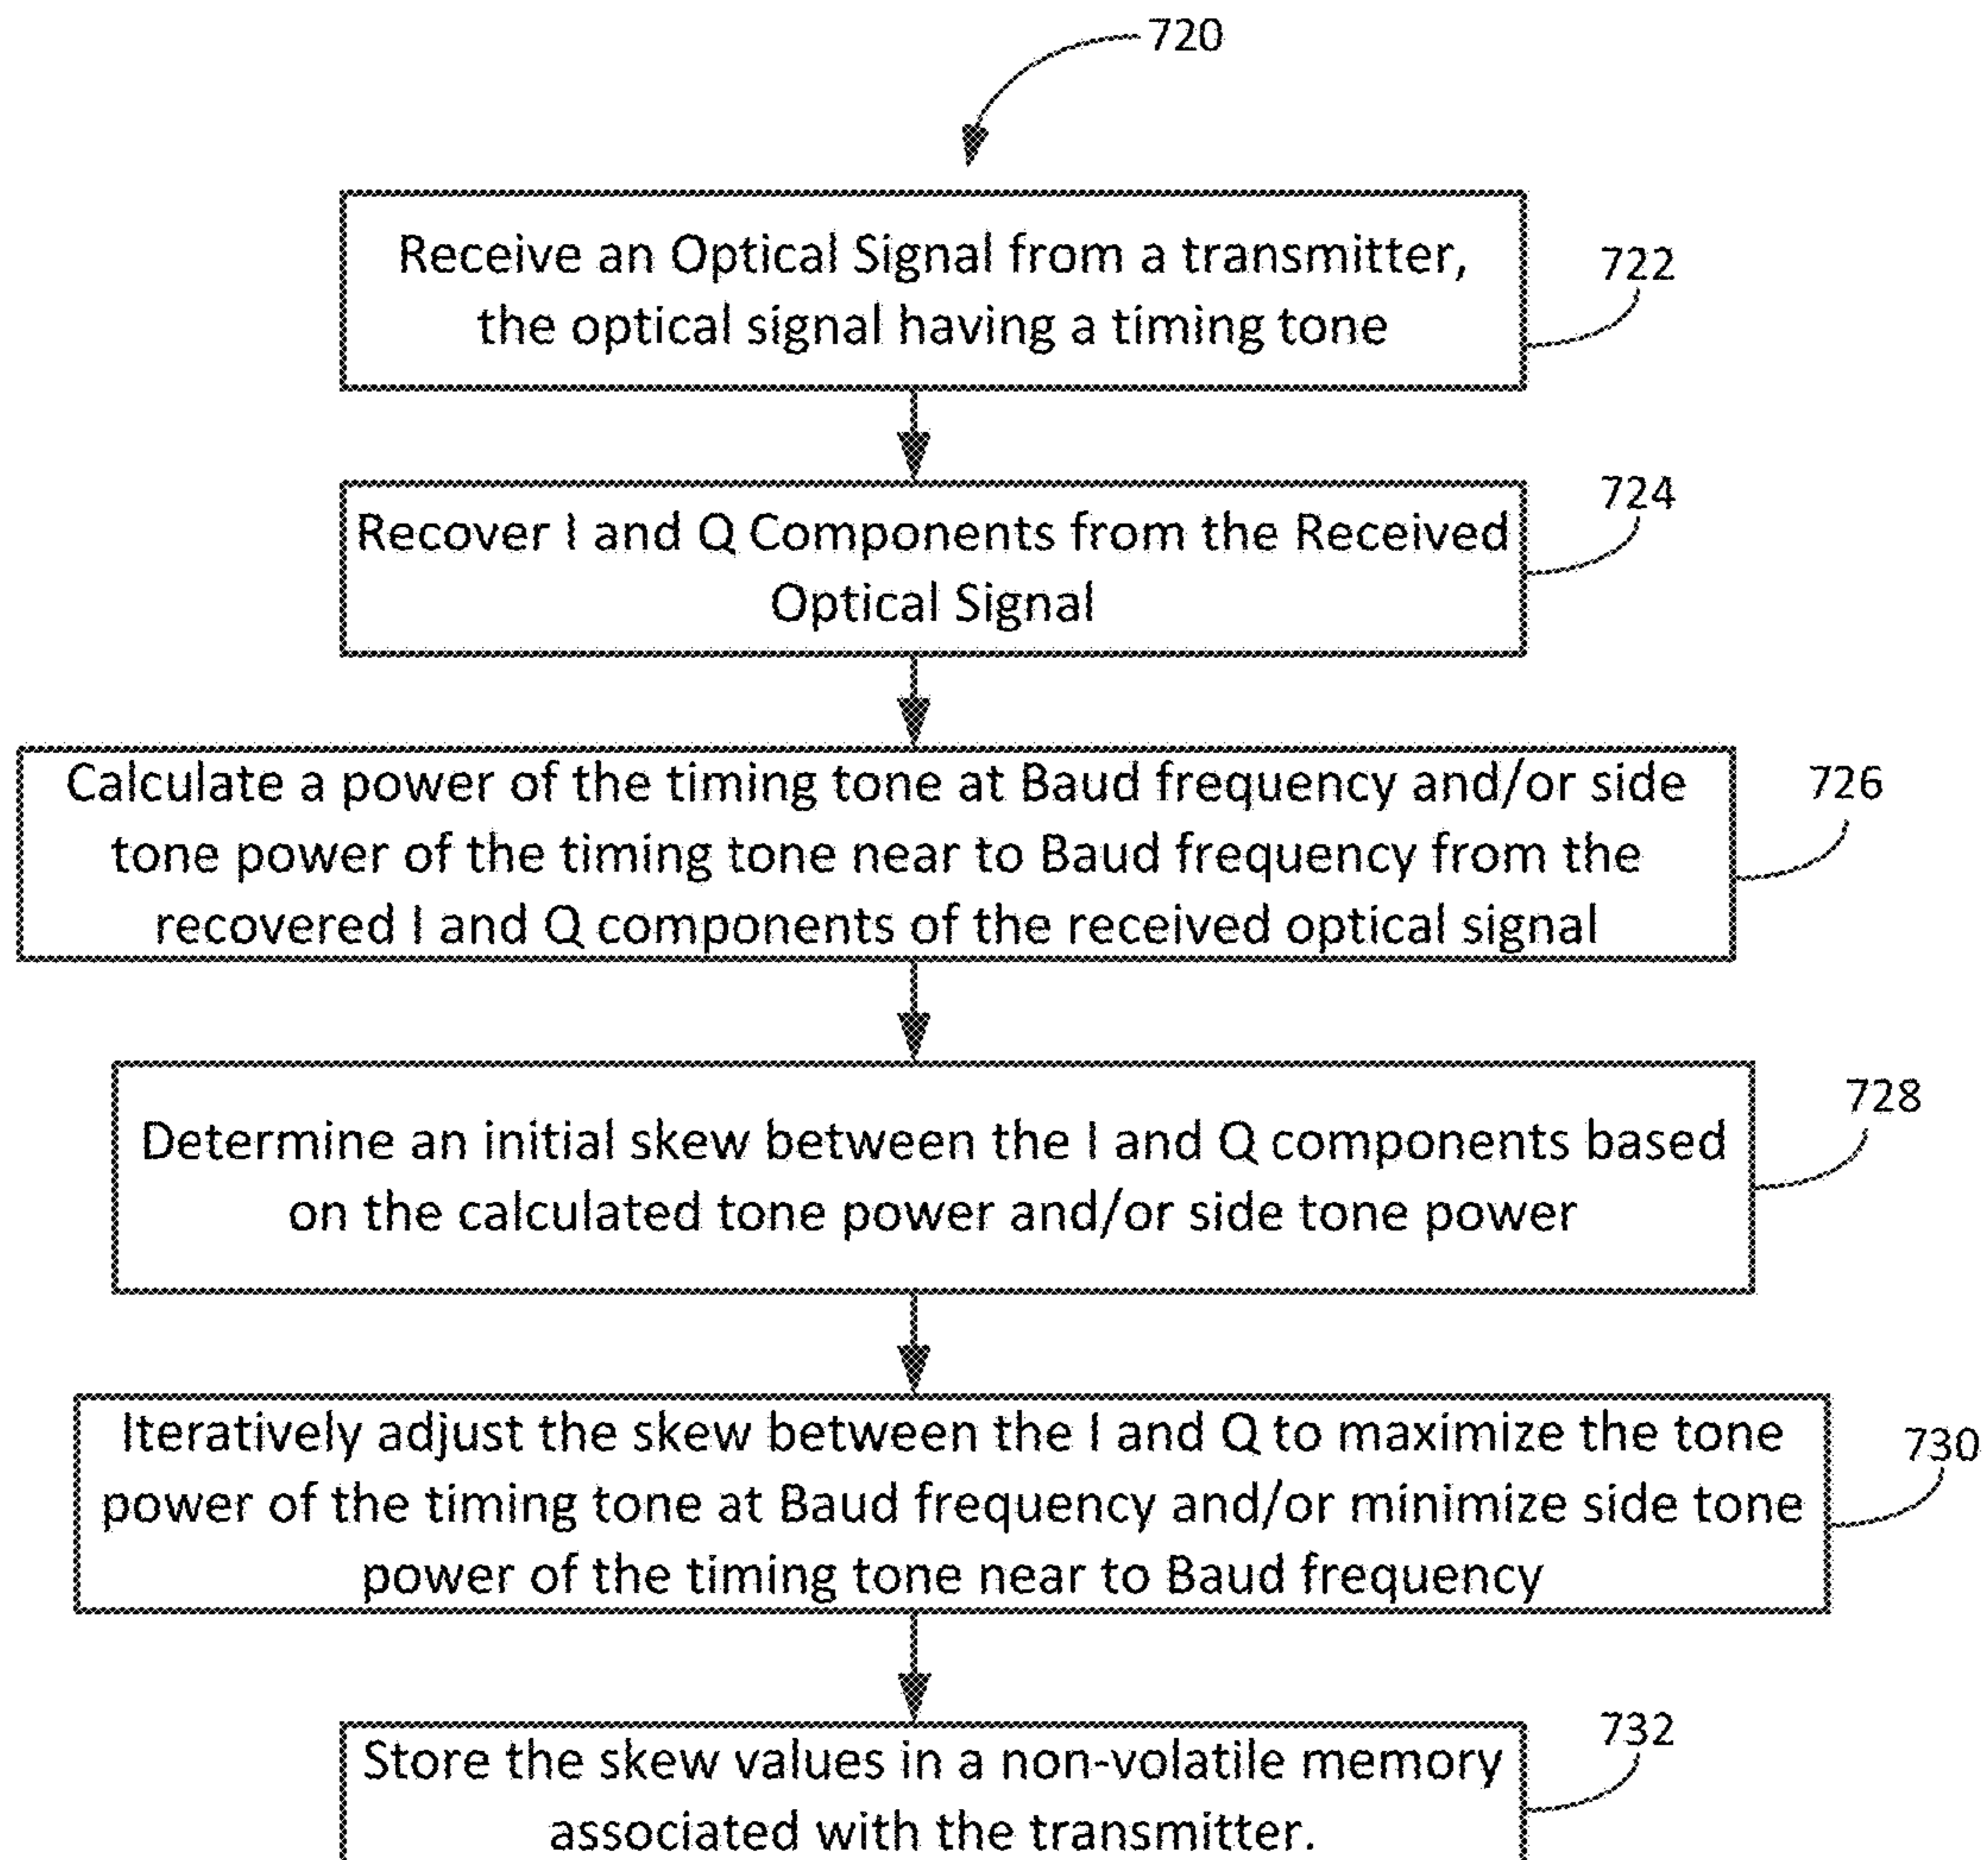 720
Receive an Optical Signal from a transmitter,
the optical signal having a timing tone
722
Recover I and Q Components from the Received
Optical Signal
724
Calculate a power of the timing tone at Baud frequency and/or side
tone power of the timing tone near to Baud frequency from the
recovered I and Q components of the received optical signal
726
Determine an initial skew between the I and Q components based
on the calculated tone power and/or side tone power
728
Iteratively adjust the skew between the I and Q to maximize the tone
power of the timing tone at Baud frequency and/or minimize side tone
power of the timing tone near to Baud frequency
730
Store the skew values in a non-volatile memory
associated with the transmitter.
732